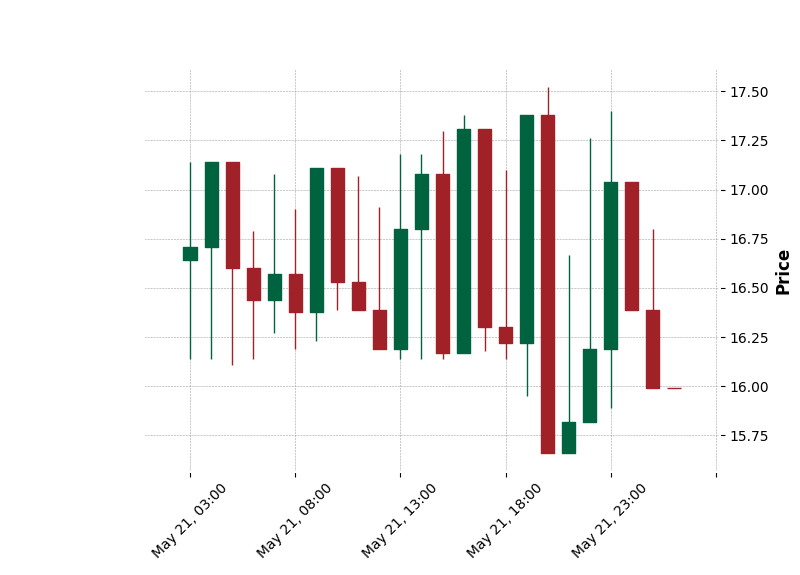 17.50
17.25
17.00
16.75
16.50
16.25
16.00
15.75
Price
May 21, 03:00
May 21, 08:00
May 21, 13:00
May 21, 18:00
May 21, 23:00